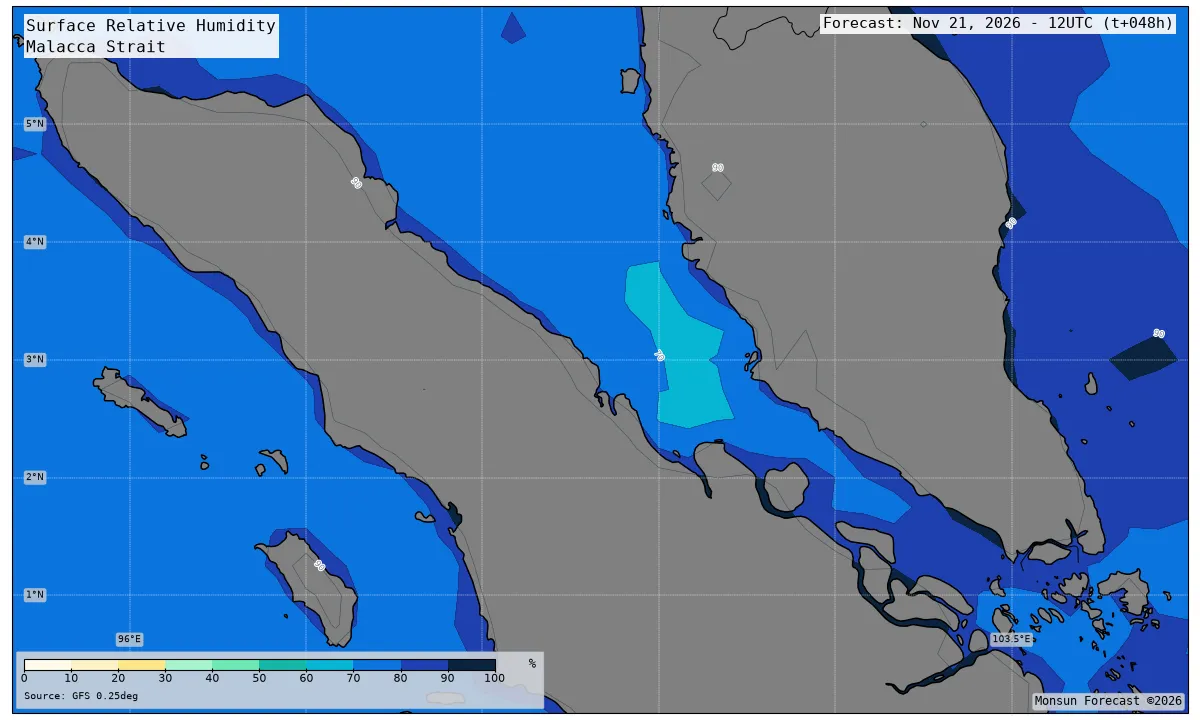 Surface Relative Humidity
Malacca Strait
Forecast: Nov 21, 2026 - 12UTC (t+048h)
5°N
4°N
3°N
2°N
1°N
90
90
90
90
70
90
96°E
103.5°E
%
0 10 20 30 40 50 60 70 80 90 100
Source: GFS 0.25deg
Monsun Forecast ©2026